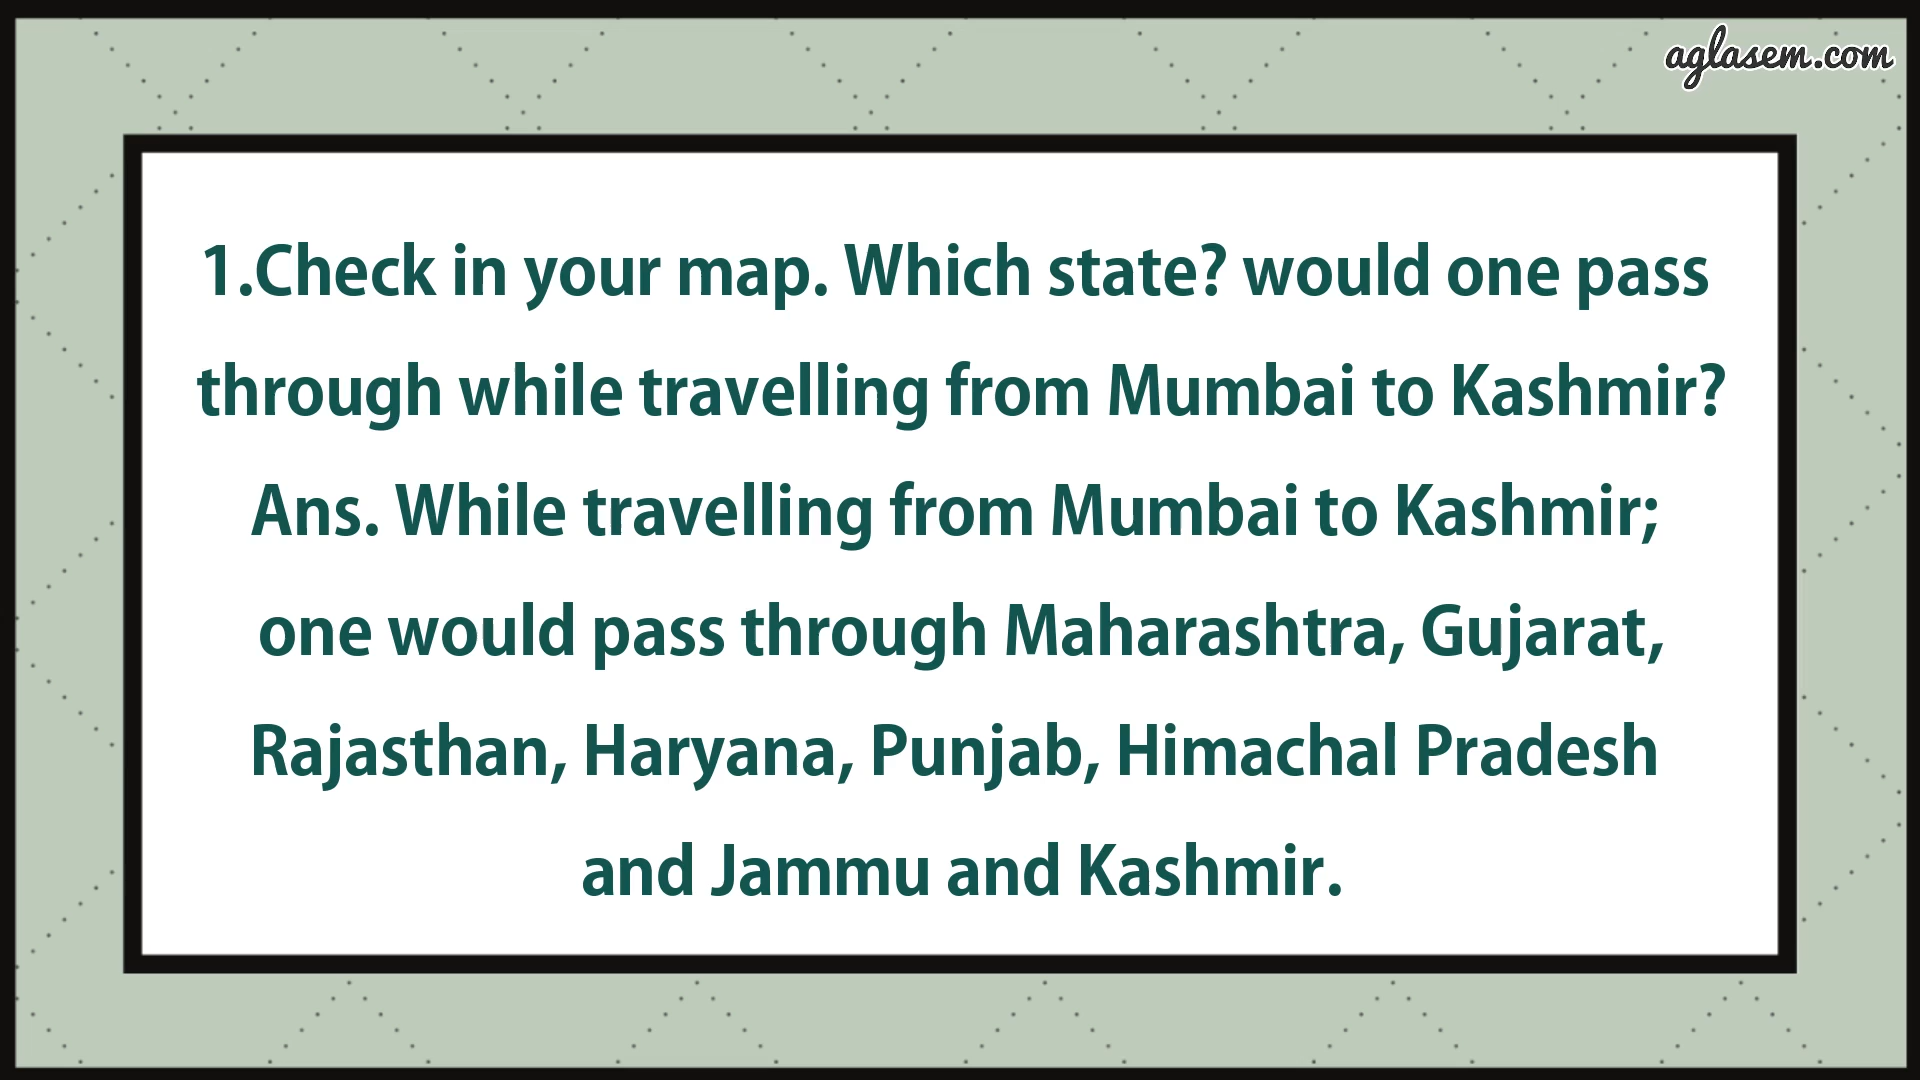 aglasem.com
1.Check in your map. Which state? would one pass
through while travelling from Mumbai to Kashmir?
Ans. While travelling from Mumbai to Kashmir;
one would pass through Maharashtra, Gujarat,
Rajasthan, Haryana, Punjab, Himachal Pradesh
and Jammu and Kashmir.